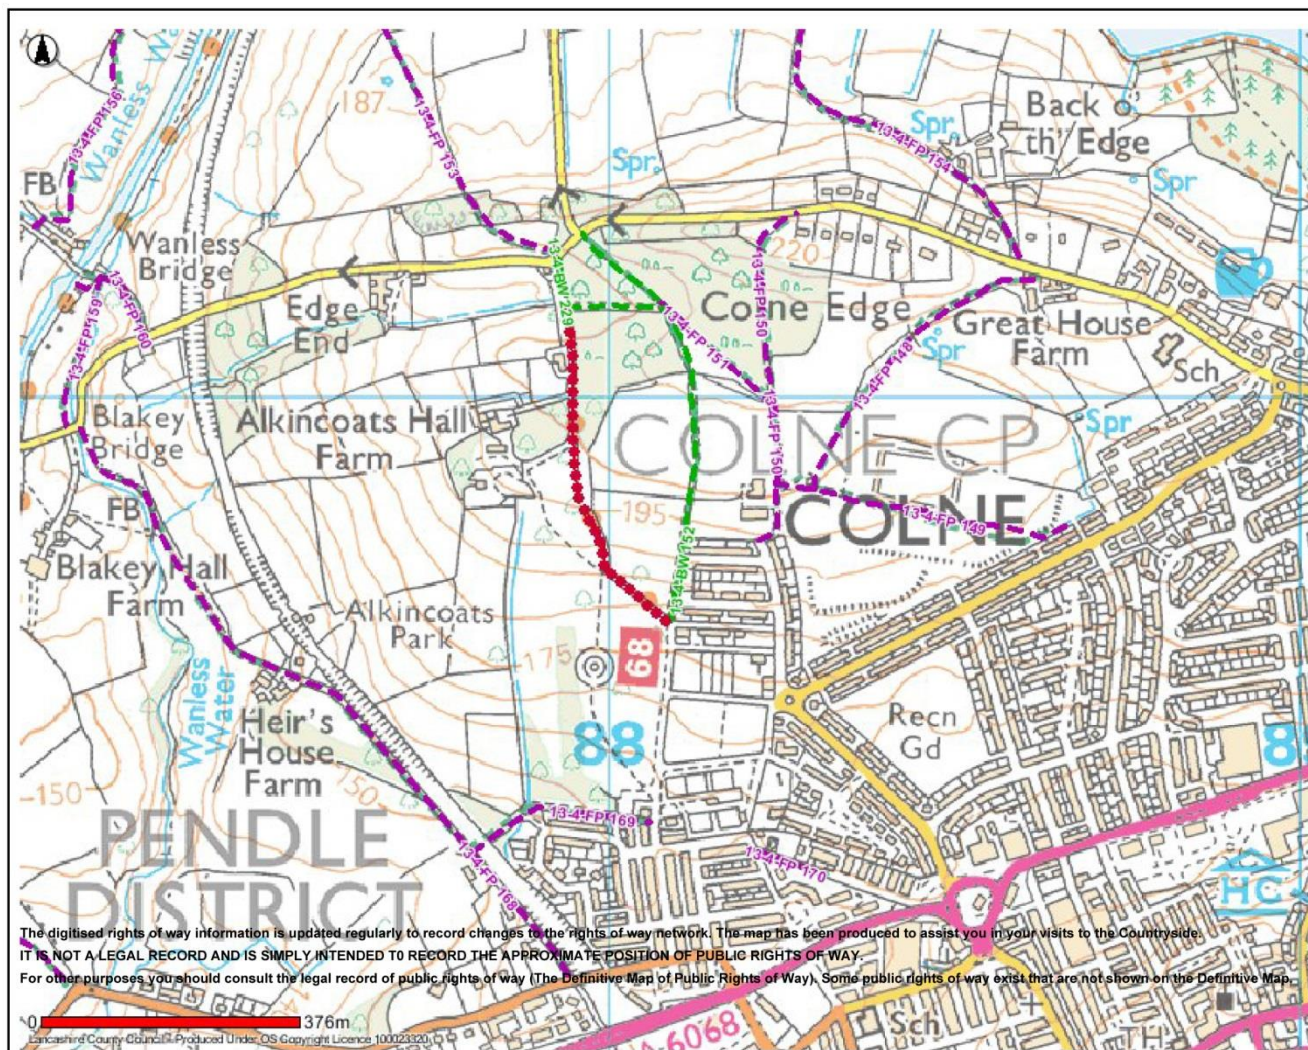 13-4-FP 156
Wanless Water
187
13-4-FP 153
Back o'
th' Edge
Spr
13-4-FP 154
Spr
Spr
FB
Wanless
Bridge
13-4-FP 159
13-4-FP 160
13-4-BW 229
220
13-4-FP 150
Colne Edge
Edge
End
13-4-FP 151
Great House
Farm
Spr
13-4-FP 148
Sch
Blakey
Bridge
Alkincoats Hall
Farm
COLNE CP
13-4-FP 150
Spr
FB
195
COLNE
13-4-FP 149
Blakey Hall
Farm
Alkincoats
Park
13-4-BW 152
175
68
Wanless
Water
Heir's
House
Farm
88
Recn
Gd
8
150
150
13-4-FP 169
PENDLE
DISTRICT
13-4-FP 168
13-4-FP 170
HC
The digitised rights of way information is updated regularly to record changes to the rights of way network. The map has been produced to assist you in your visits to the Countryside.
IT IS NOT A LEGAL RECORD AND IS SIMPLY INTENDED T0 RECORD THE APPROXIMATE POSITION OF PUBLIC RIGHTS OF WAY.
For other purposes you should consult the legal record of public rights of way (The Definitive Map of Public Rights of Way). Some public rights of way exist that are not shown on the Definitive Map.
0 376m
A 6068
Sch
TH
Lancashire County Council - Produced Under OS Copyright Licence 100023320